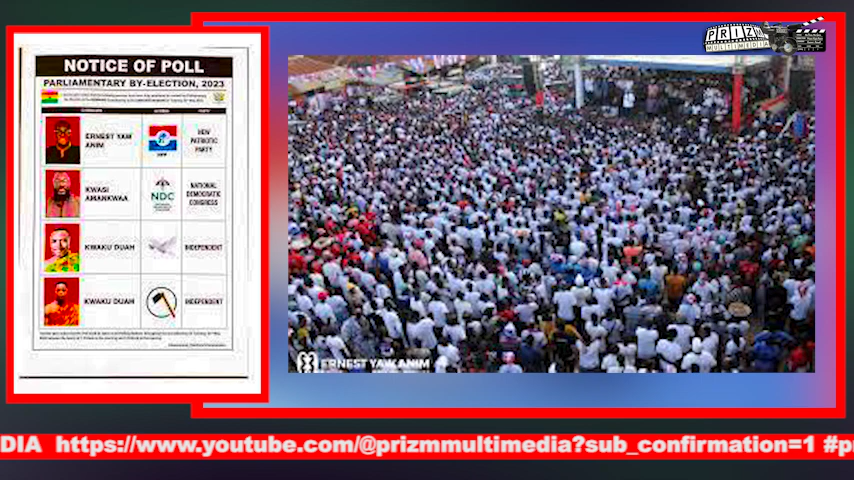 PRIZM
MULTIMEDIA
NOTICE OF POLL
PARLIAMENTARY BY-ELECTION, 2023
ERNEST YAW
ANIM
NPP
NEW
PATRIOTIC
PARTY
KWASI
AMANKWAA
NDC
NATIONAL
DEMOCRATIC
CONGRESS
KWAKU DUAH
INDEPENDENT
KWAKU DUAH
INDEPENDENT
ERNEST YAW ANIM
DIA https://www.youtube.com/@prizmmultimedia?sub_confirmation=1 #p